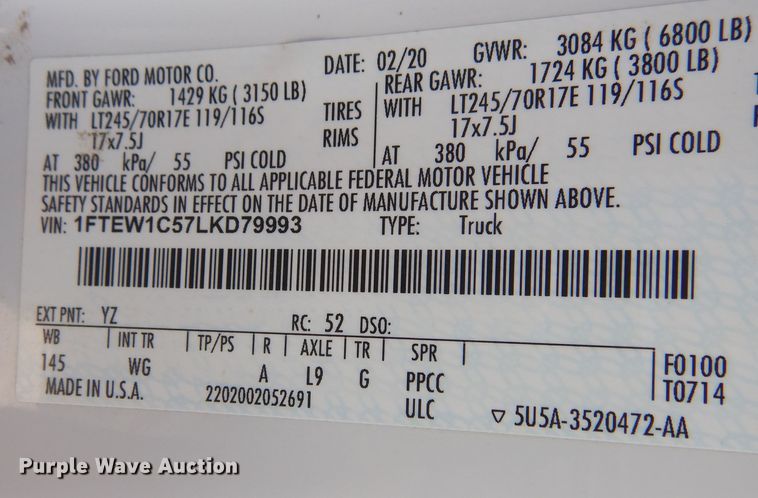 MFD. BY FORD MOTOR CO. DATE: 02/20 GVWR: 3084 KG ( 6800 LB)
FRONT GAWR: 1429 KG ( 3150 LB) REAR GAWR: 1724 KG ( 3800 LB)
WITH LT245/70R17E 119/116S TIRES WITH LT245/70R17E 119/116S
17x7.5J RIMS 17x7.5J
AT 380 kPa/ 55 PSI COLD AT 380 kPa/ 55 PSI COLD
THIS VEHICLE CONFORMS TO ALL APPLICABLE FEDERAL MOTOR VEHICLE
SAFETY STANDARDS IN EFFECT ON THE DATE OF MANUFACTURE SHOWN ABOVE.
VIN: 1FTEW1C57LKD79993 TYPE: Truck
EXT PNT: YZ RC: 52 DSO:
WB INT TR TP/PS R AXLE TR SPR
145 WG A L9 G PPCC F0100
MADE IN U.S.A. 2202002052691 ULC T0714
5U5A-3520472-AA
Purple Wave Auction